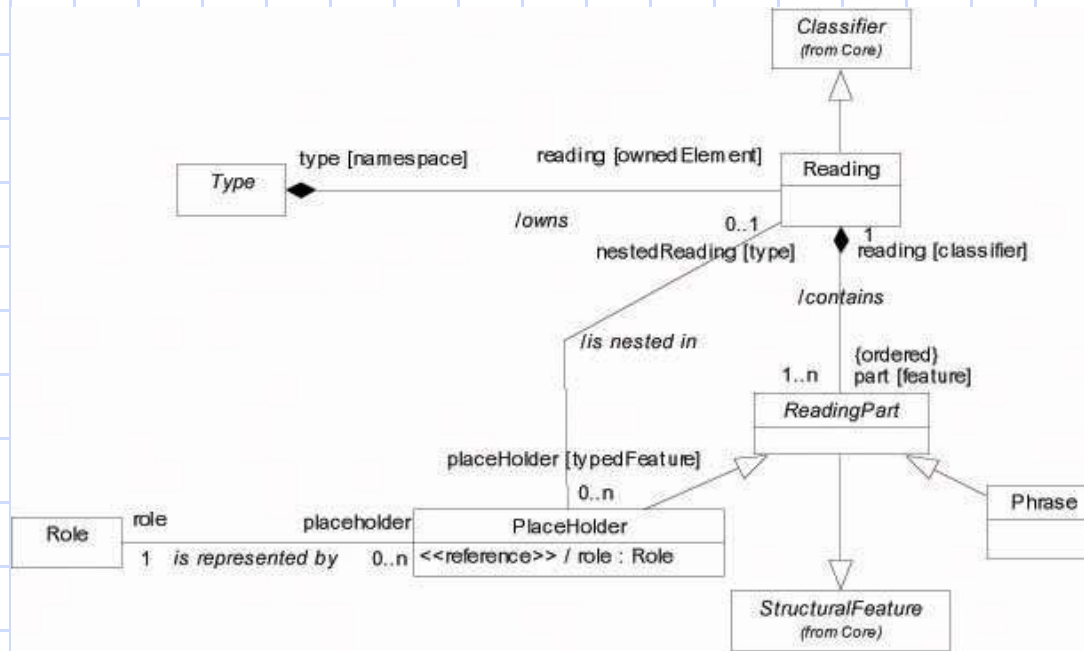 Classifier
(from Core)
type [namespace]
reading [ownedElement]
Type
Reading
/owns
0..1
1
nestedReading [type]
reading [classifier]
/contains
/is nested in
{ordered}
1..n
part [feature]
ReadingPart
placeHolder [typedFeature]
0..n
Phrase
role
placeholder
PlaceHolder
Role
1
is represented by
0..n
<<reference>> / role : Role
StructuralFeature
(from Core)